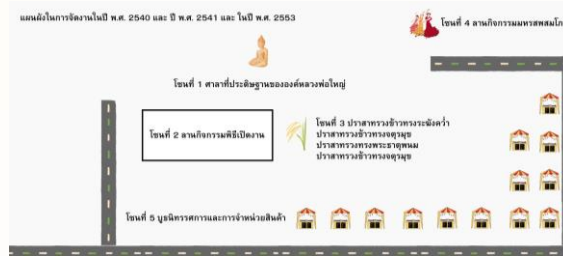 แผนผังในการจัดงานในปี พ.ศ. 2540 และ ปี พ.ศ. 2541 และ ในปี พ.ศ. 2553
โซนที่ 4 ลานกิจกรรมมหรสพสมโภ
โซนที่ 1 ศาลาที่ประดิษฐานขององค์หลวงพ่อใหญ่
โซนที่ 2 ลานกิจกรรมพิธีเปิดงาน
โซนที่ 3 ปราสาทรวงข้าวทรงระฆังคว่ำ
ปราสาทรวงข้าวทรงจตุรมุข
ปราสาทรวงทรงพระธาตุพนม
ปราสาทรวงข้าวทรงจตุรมุข
โซนที่ 5 บูธนิทรรศการและการจำหน่ายสินค้า